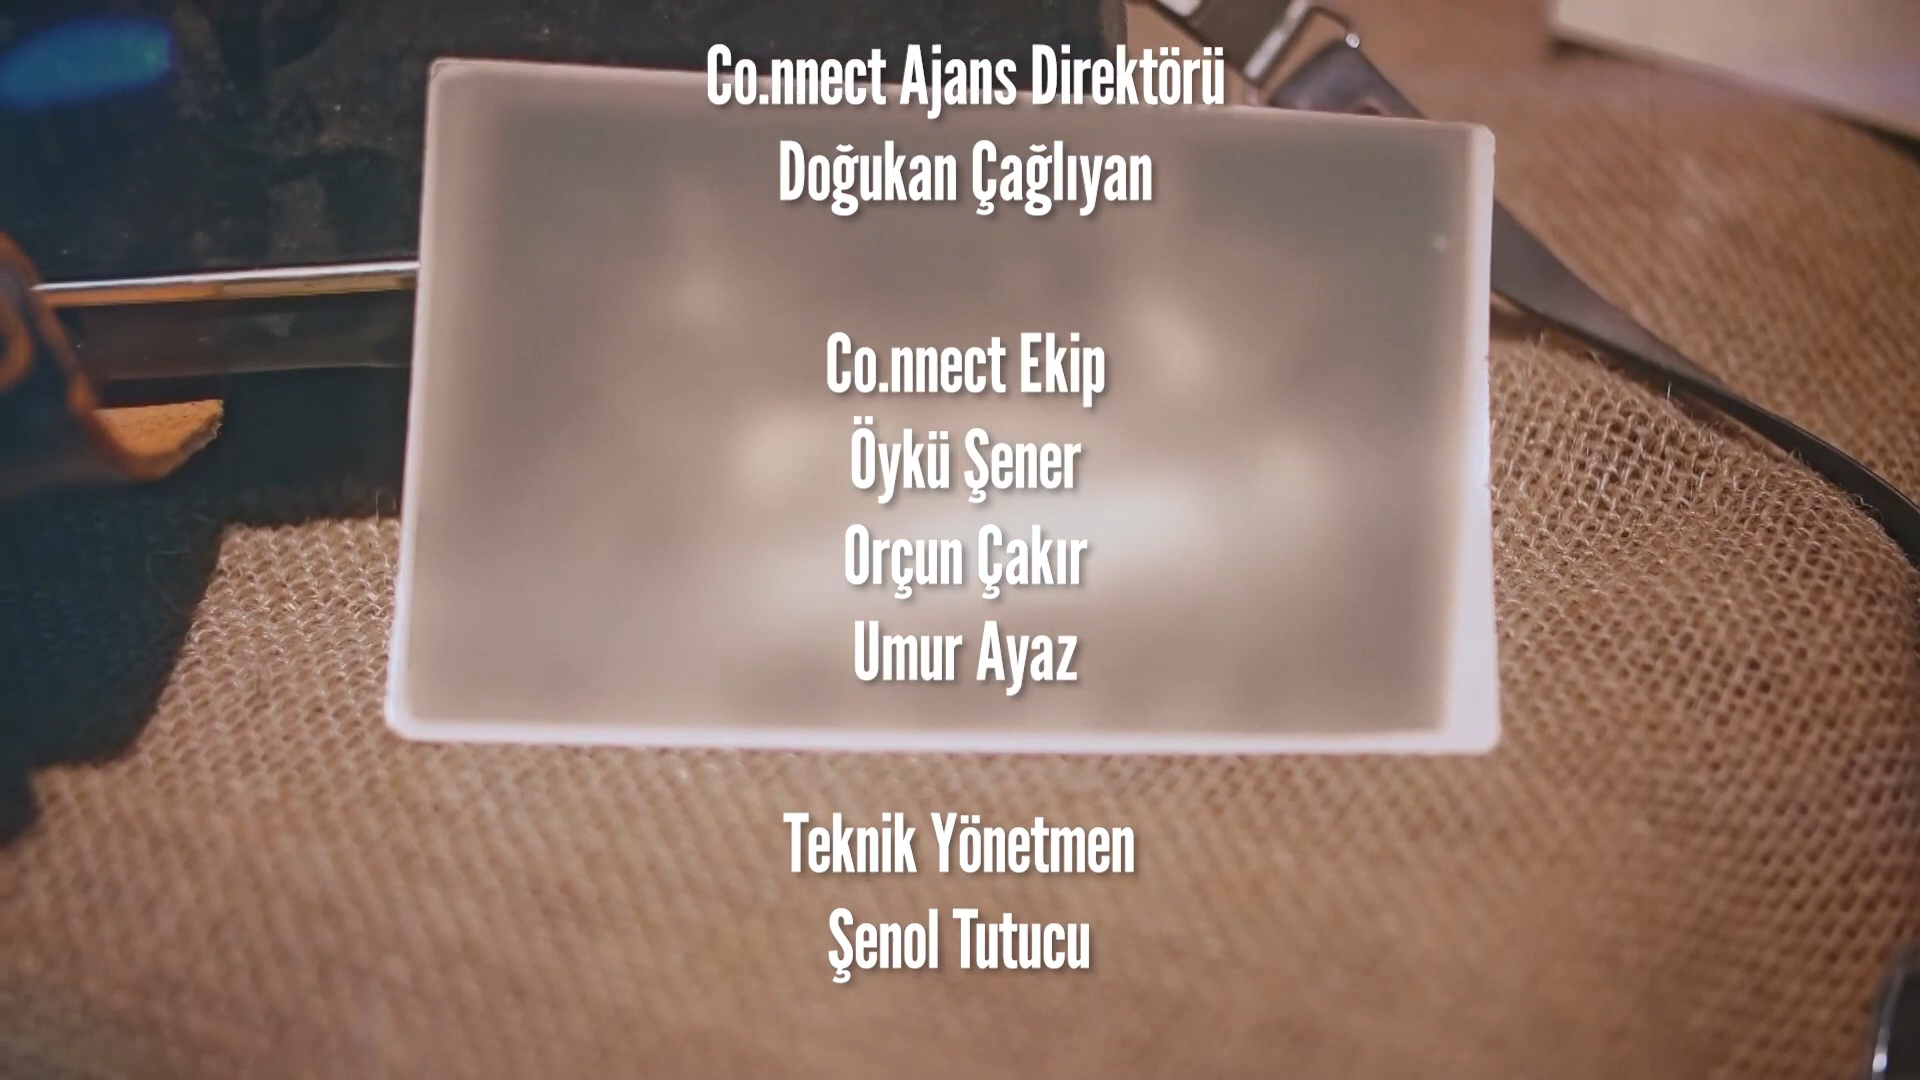 Co.nnect Ajans Direktörü
Doğukan Çağlıyan
Co.nnect Ekip
Öykü Şener
Orçun Çakır
Umur Ayaz
Teknik Yönetmen
Şenol Tutucu